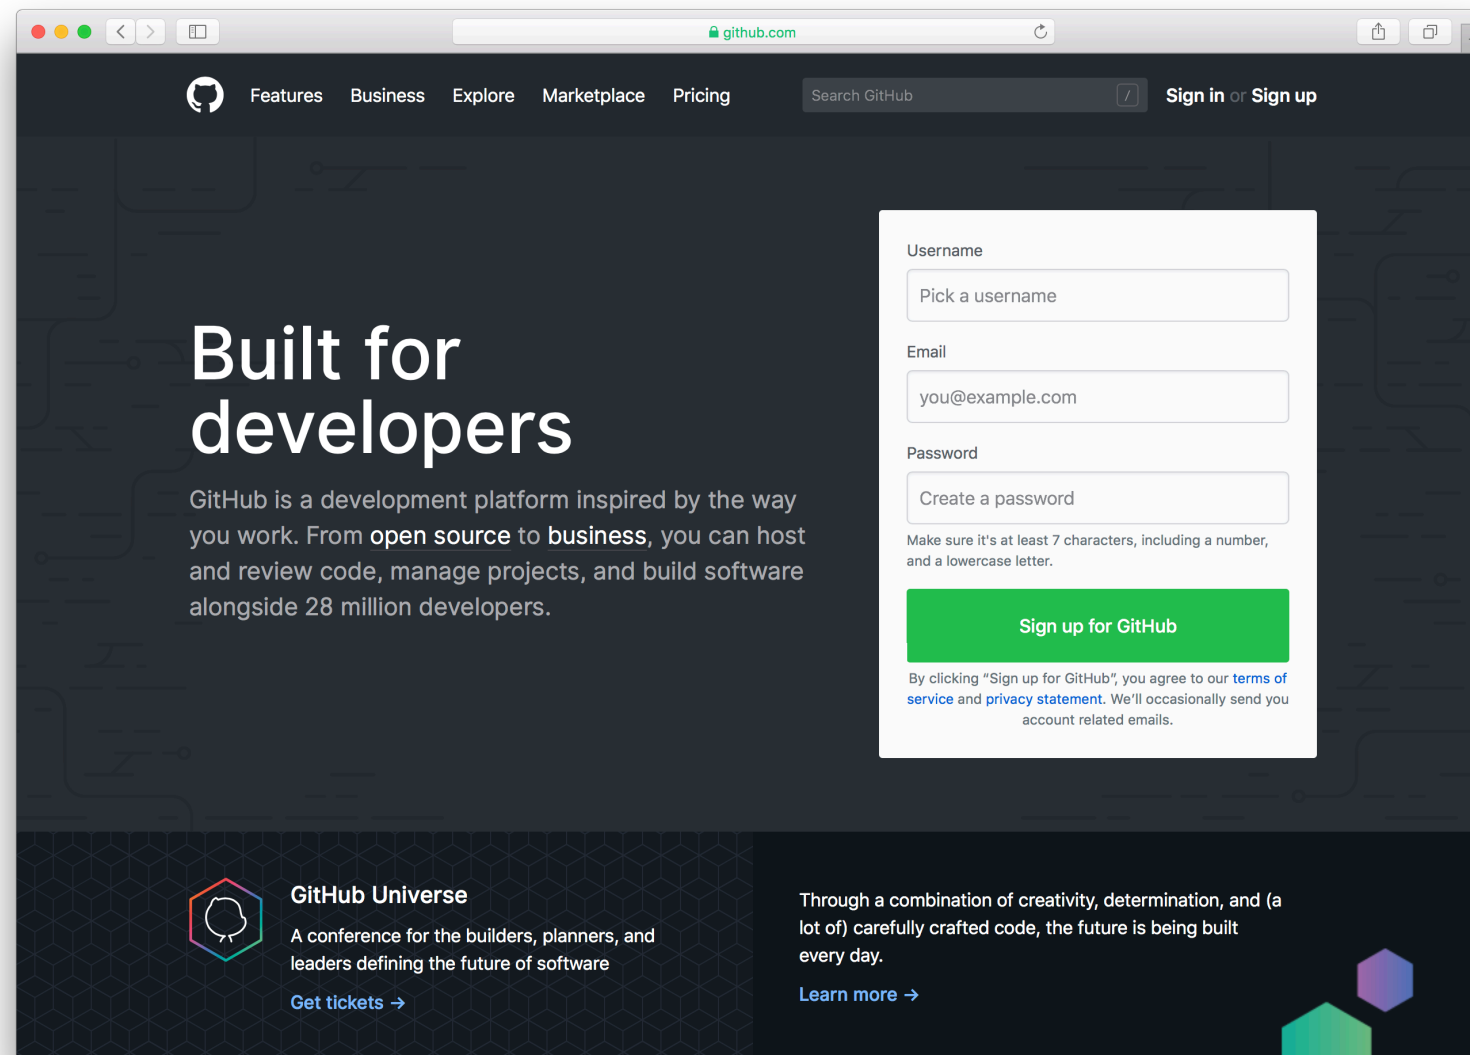 github.com
Features Business Explore Marketplace Pricing
Search GitHub /
Sign in or Sign up
Built for
developers
GitHub is a development platform inspired by the way
you work. From open source to business, you can host
and review code, manage projects, and build software
alongside 28 million developers.
Username
Pick a username
Email
you@example.com
Password
Create a password
Make sure it's at least 7 characters, including a number,
and a lowercase letter.
Sign up for GitHub
By clicking “Sign up for GitHub”, you agree to our terms of
service and privacy statement. We’ll occasionally send you
account related emails.
GitHub Universe
A conference for the builders, planners, and
leaders defining the future of software
Get tickets →
Through a combination of creativity, determination, and (a
lot of) carefully crafted code, the future is being built
every day.
Learn more →